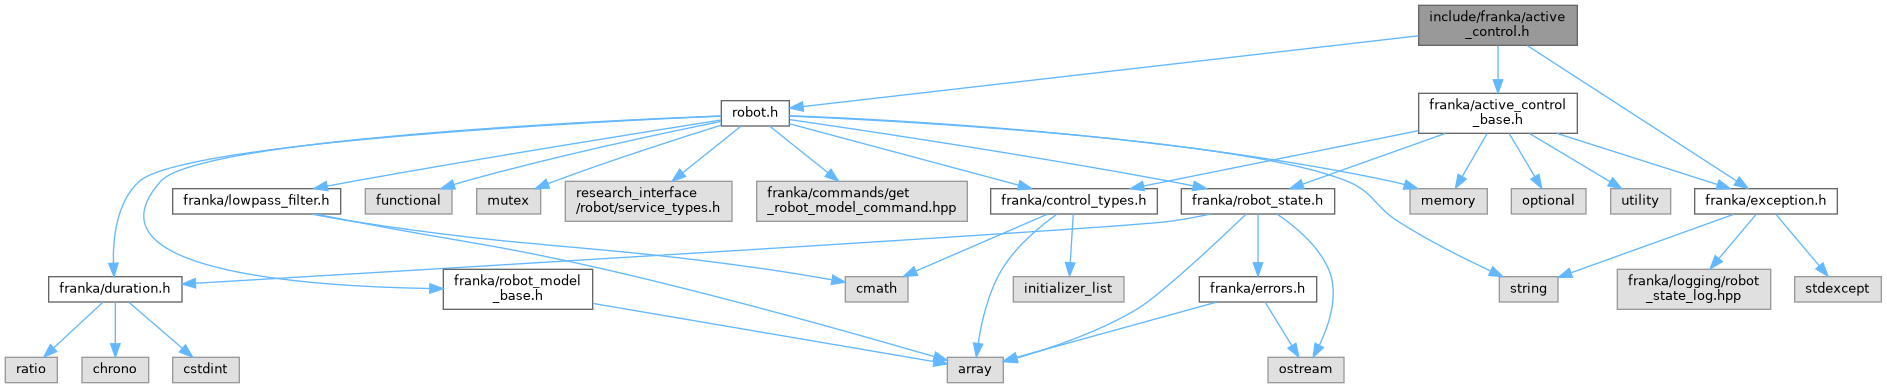 include/franka/active
_control.h
robot.h
franka/active_control
_base.h
franka/lowpass_filter.h
functional
mutex
research_interface
/robot/service_types.h
franka/commands/get
_robot_model_command.hpp
franka/control_types.h
franka/robot_state.h
memory
optional
utility
franka/exception.h
franka/duration.h
franka/robot_model
_base.h
cmath
initializer_list
franka/errors.h
string
franka/logging/robot
_state_log.hpp
stdexcept
ratio
chrono
cstdint
array
ostream